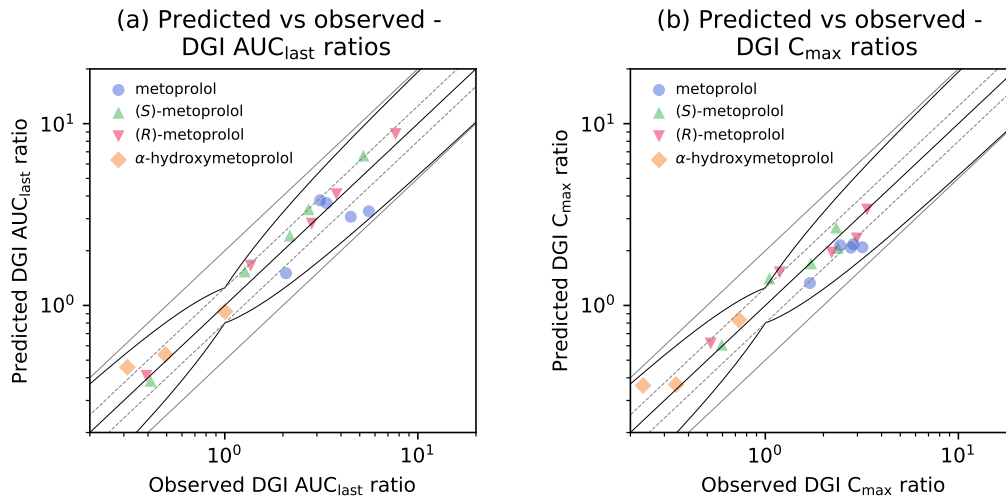 (a) Predicted vs observed -
DGI AUClast ratios
metoprolol
(S)-metoprolol
(R)-metoprolol
α-hydroxymetoprolol
Predicted DGI AUClast ratio
10¹
10⁰
10⁰
10¹
Observed DGI AUClast ratio
(b) Predicted vs observed -
DGI Cmax ratios
metoprolol
(S)-metoprolol
(R)-metoprolol
α-hydroxymetoprolol
Predicted DGI Cmax ratio
10¹
10⁰
10⁰
10¹
Observed DGI Cmax ratio